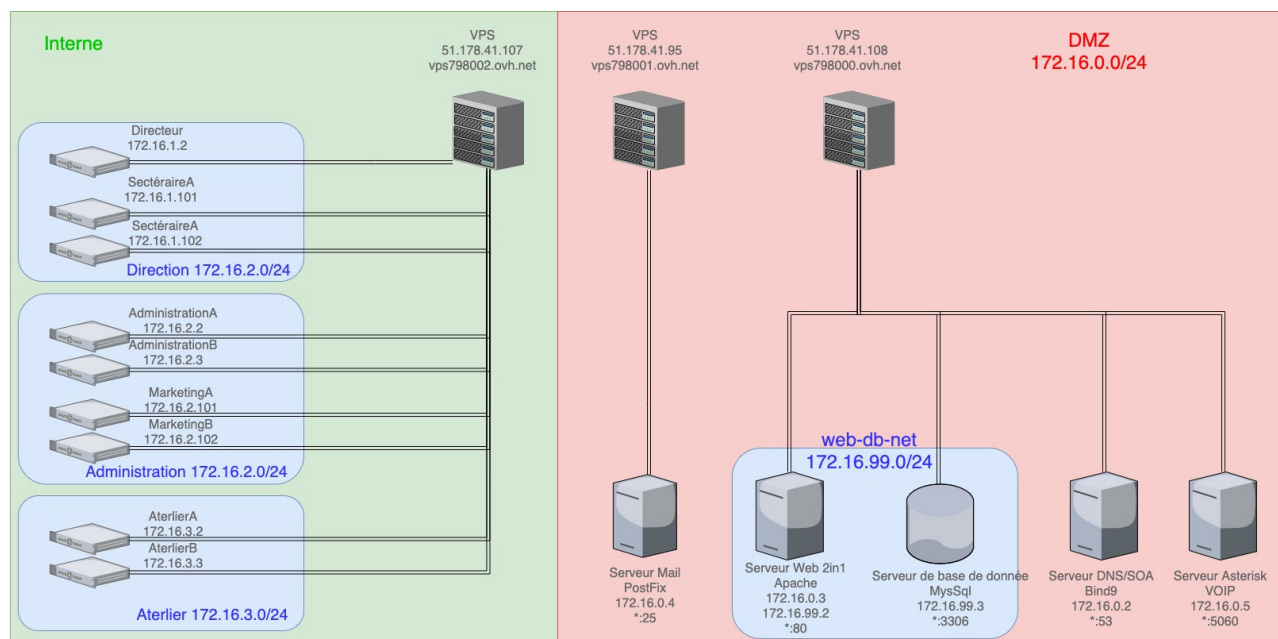 Interne
VPS
51.178.41.107
vps798002.ovh.net
Directeur
172.16.1.2
SectéraireA
172.16.1.101
SectéraireA
172.16.1.102
Direction 172.16.2.0/24
AdministrationA
172.16.2.2
AdministrationB
172.16.2.3
MarketingA
172.16.2.101
MarketingB
172.16.2.102
Administration 172.16.2.0/24
AterlierA
172.16.3.2
AterlierB
172.16.3.3
Aterlier 172.16.3.0/24
VPS
51.178.41.95
vps798001.ovh.net
VPS
51.178.41.108
vps798000.ovh.net
DMZ
172.16.0.0/24
web-db-net
172.16.99.0/24
Serveur Mail
PostFix
172.16.0.4
*:25
Serveur Web 2in1
Apache
172.16.0.3
172.16.99.2
*:80
Serveur de base de donnée
MysSql
172.16.99.3
*:3306
Serveur DNS/SOA
Bind9
172.16.0.2
*:53
Serveur Asterisk
VOIP
172.16.0.5
*:5060